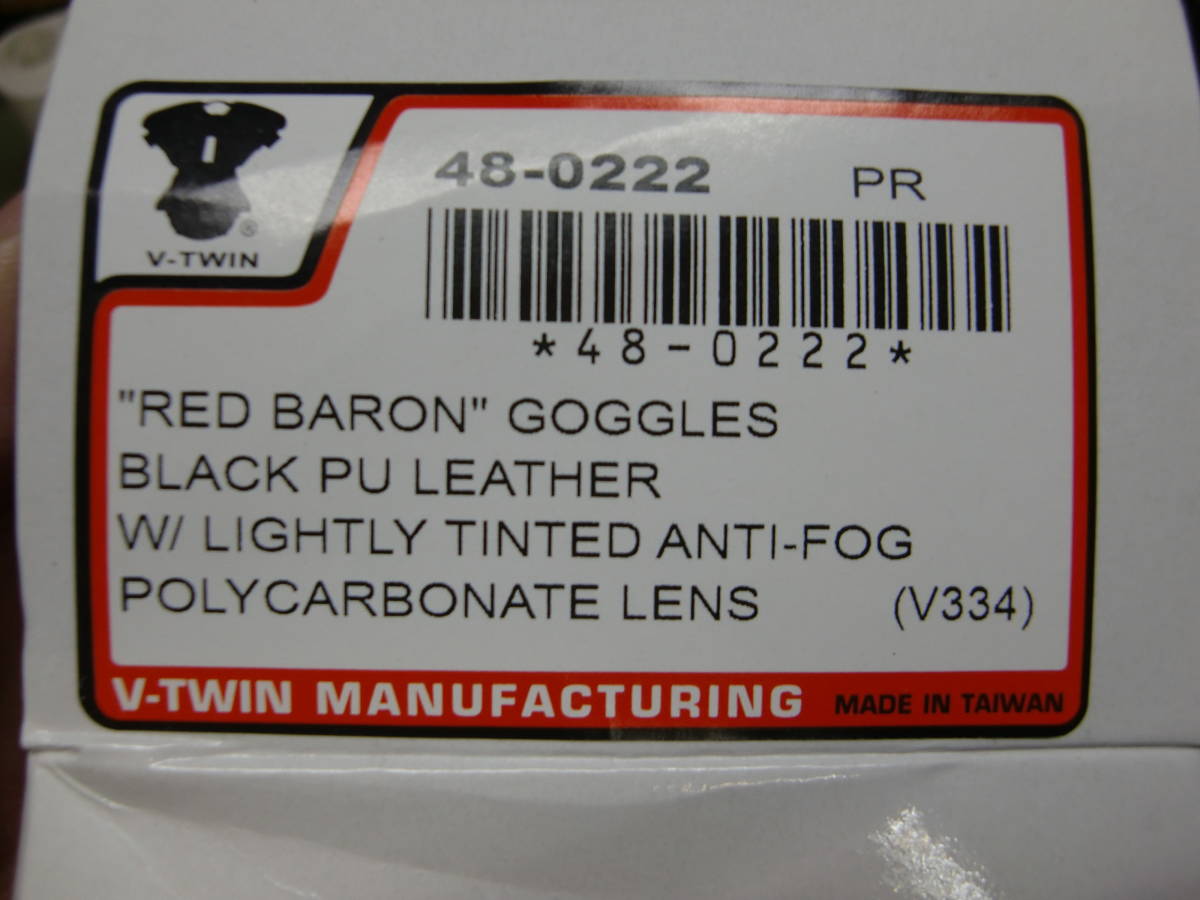 48-0222 PR
*48-0222*
®
V-TWIN
"RED BARON" GOGGLES
BLACK PU LEATHER
W/ LIGHTLY TINTED ANTI-FOG
POLYCARBONATE LENS (V334)
V-TWIN MANUFACTURING MADE IN TAIWAN